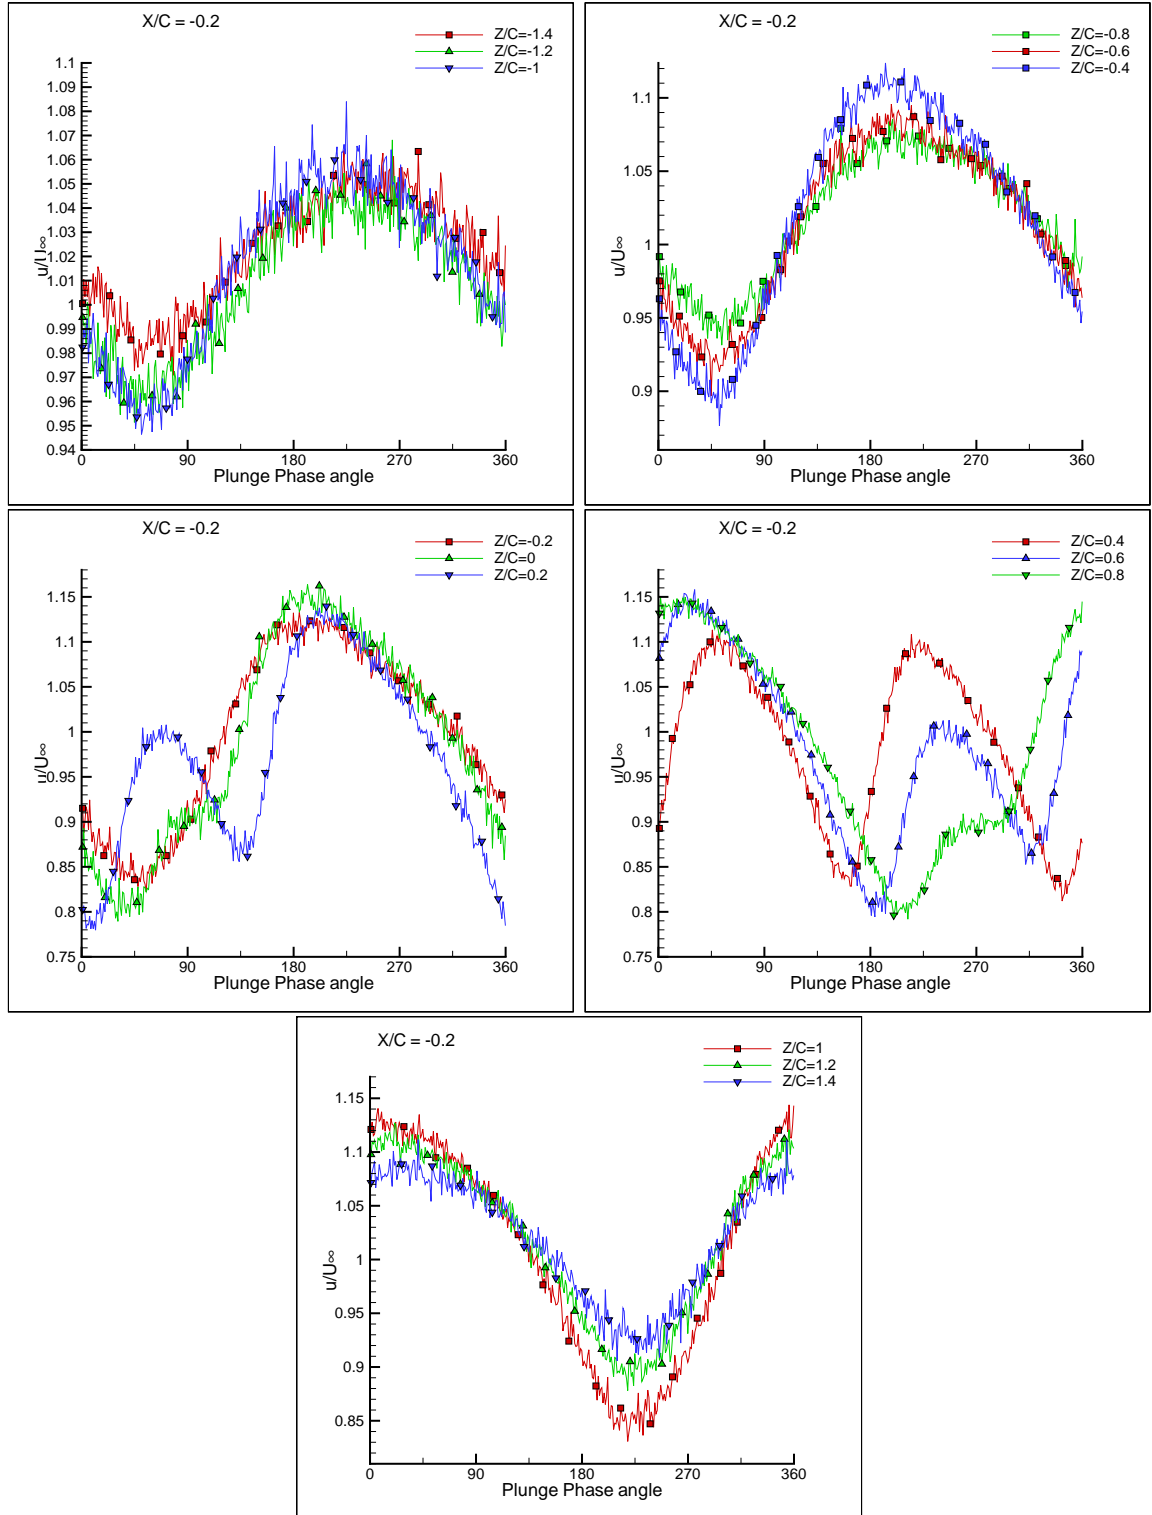 X/C = -0.2
Z/C=-1.4
Z/C=-1.2
Z/C=-1
1.1
1.09
1.08
1.07
1.06
1.05
1.04
1.03
1.02
1.01
1
0.99
0.98
0.97
0.96
0.95
0.94
u/U∞
0 90 180 270 360
Plunge Phase angle
X/C = -0.2
Z/C=-0.8
Z/C=-0.6
Z/C=-0.4
1.1
1.05
1
0.95
0.9
u/U∞
0 90 180 270 360
Plunge Phase angle
X/C = -0.2
Z/C=-0.2
Z/C=0
Z/C=0.2
1.15
1.1
1.05
1
0.95
0.9
0.85
0.8
0.75
u/U∞
0 90 180 270 360
Plunge Phase angle
X/C = -0.2
Z/C=0.4
Z/C=0.6
Z/C=0.8
1.15
1.1
1.05
1
0.95
0.9
0.85
0.8
0.75
u/U∞
0 90 180 270 360
Plunge Phase angle
X/C = -0.2
Z/C=1
Z/C=1.2
Z/C=1.4
1.15
1.1
1.05
1
0.95
0.9
0.85
u/U∞
0 90 180 270 360
Plunge Phase angle